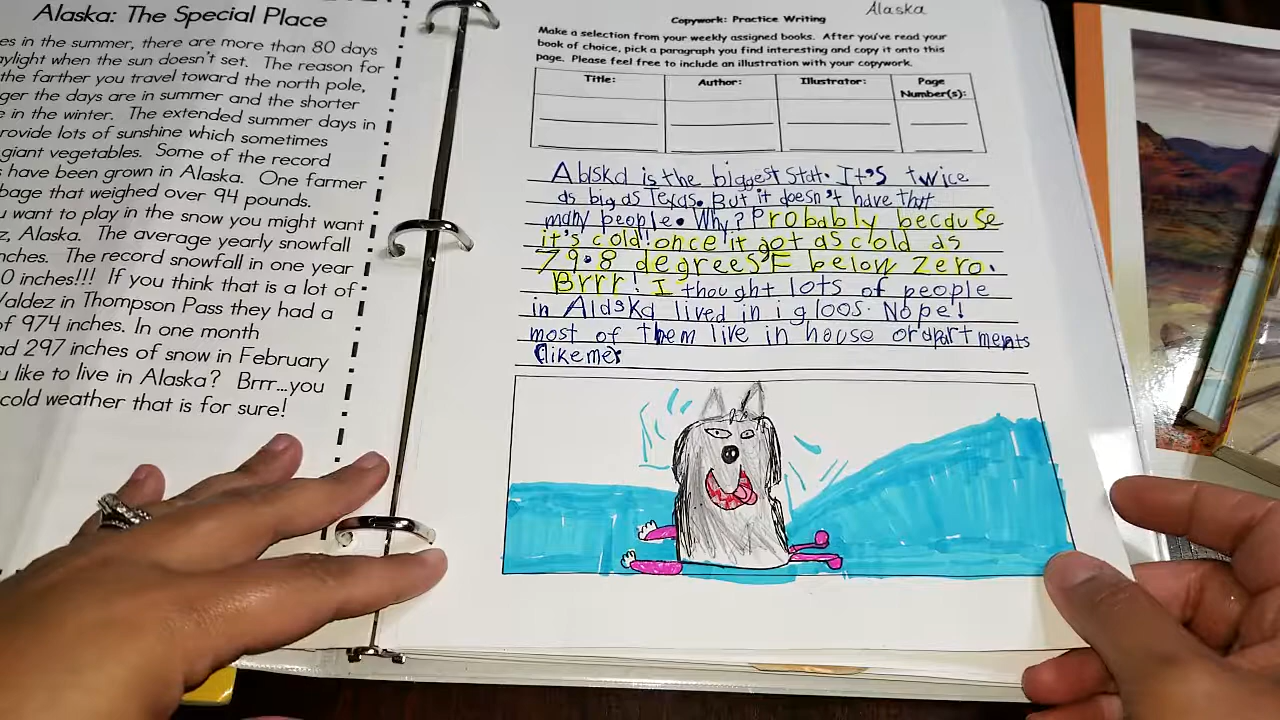 Alaska: The Special Place
es in the summer, there are more than 80 days
aylight when the sun doesn't set. The reason for
the farther you travel toward the north pole,
ger the days are in summer and the shorter
e in the winter. The extended summer days in
rovide lots of sunshine which sometimes
giant vegetables. Some of the record
have been grown in Alaska. One farmer
bage that weighed over 94 pounds.
u want to play in the snow you might want
z, Alaska. The average yearly snowfall
nches. The record snowfall in one year
0 inches!!! If you think that is a lot of
Valdez in Thompson Pass they had a
of 974 inches. In one month
ad 297 inches of snow in February
u like to live in Alaska? Brrr...you
cold weather that is for sure!
Alaska
Copywork: Practice Writing
Make a selection from your weekly assigned books. After you've read your
book of choice, pick a paragraph you find interesting and copy it onto this
page. Please feel free to include an illustration with your copywork.
Title: Author: Illustrator: Page Number(s):
Alaska is the biggest stat. It's twice
as big as Texas. But it doesn't have that
many people. Why? Probably because
it's cold! once it got as clold as
79.8 degrees F below zero.
Brrr! I thought lots of people
in Alaska lived in igloos. Nope!
most of them live in house or apartments
(likeme)